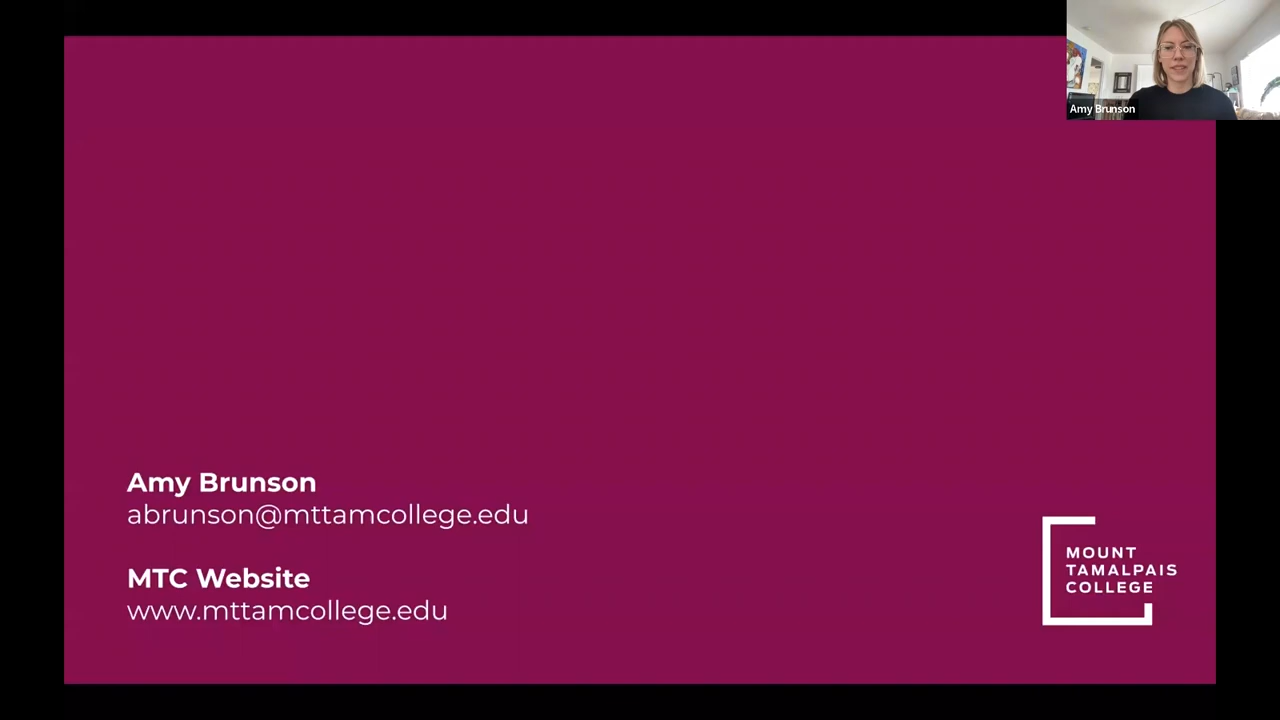 Amy Brunson
Amy Brunson
abrunson@mttamcollege.edu
MTC Website
www.mttamcollege.edu
MOUNT
TAMALPAIS
COLLEGE